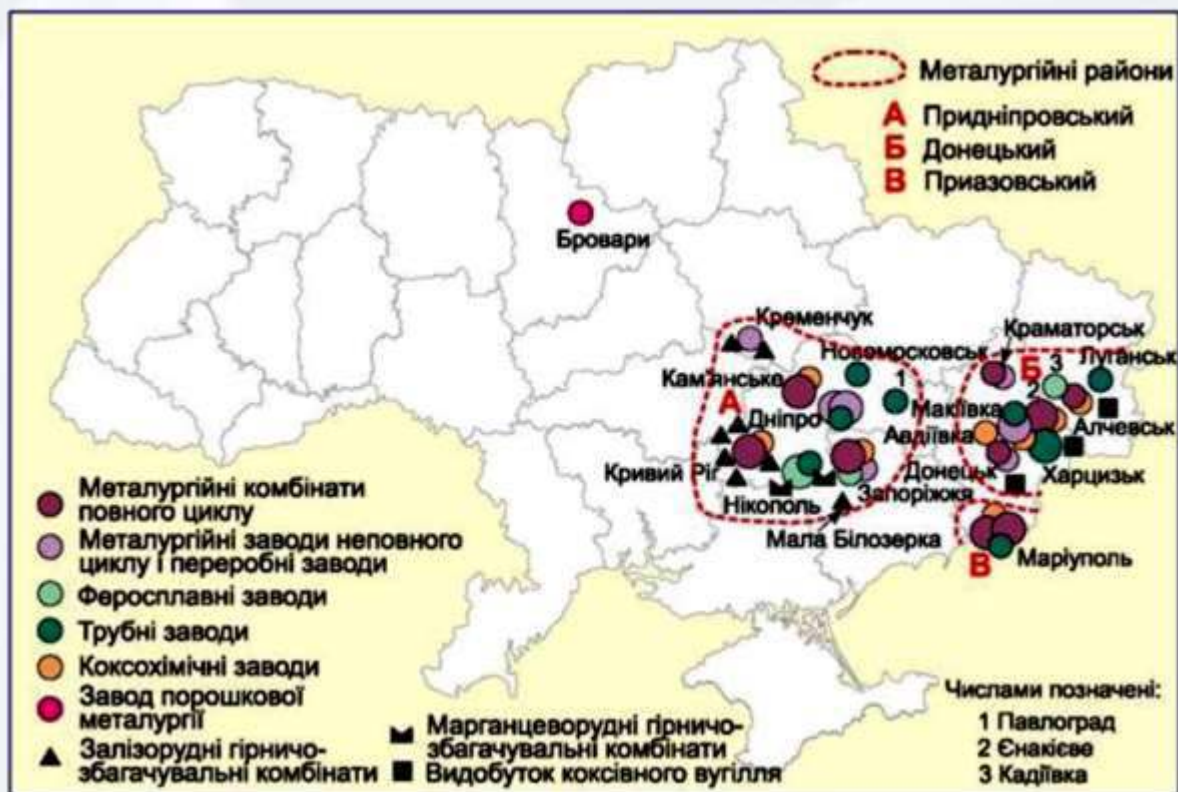 Металургійні райони
А Придніпровський
Б Донецький
В Приазовський
Бровари
Кременчук
Краматорськ
Новомосковськ
Луганськ
Б
3
Кам'янське
1
2
А
Дніпро
Макіївка
Алчевськ
Авдіївка
Кривий Ріг
Донецьк
Харцизьк
Нікополь
Запоріжжя
Мала Білозерка
В
Маріуполь
Металургійні комбінати
повного циклу
Металургійні заводи неповного
циклу і переробні заводи
Феросплавні заводи
Трубні заводи
Коксохімічні заводи
Завод порошкової
металургії
Залізорудні гірничо-
збагачувальні комбінати
Марганцеворудні гірничо-
збагачувальні комбінати
Видобуток коксівного вугілля
Числами позначені:
1 Павлоград
2 Єнакієве
3 Кадіївка